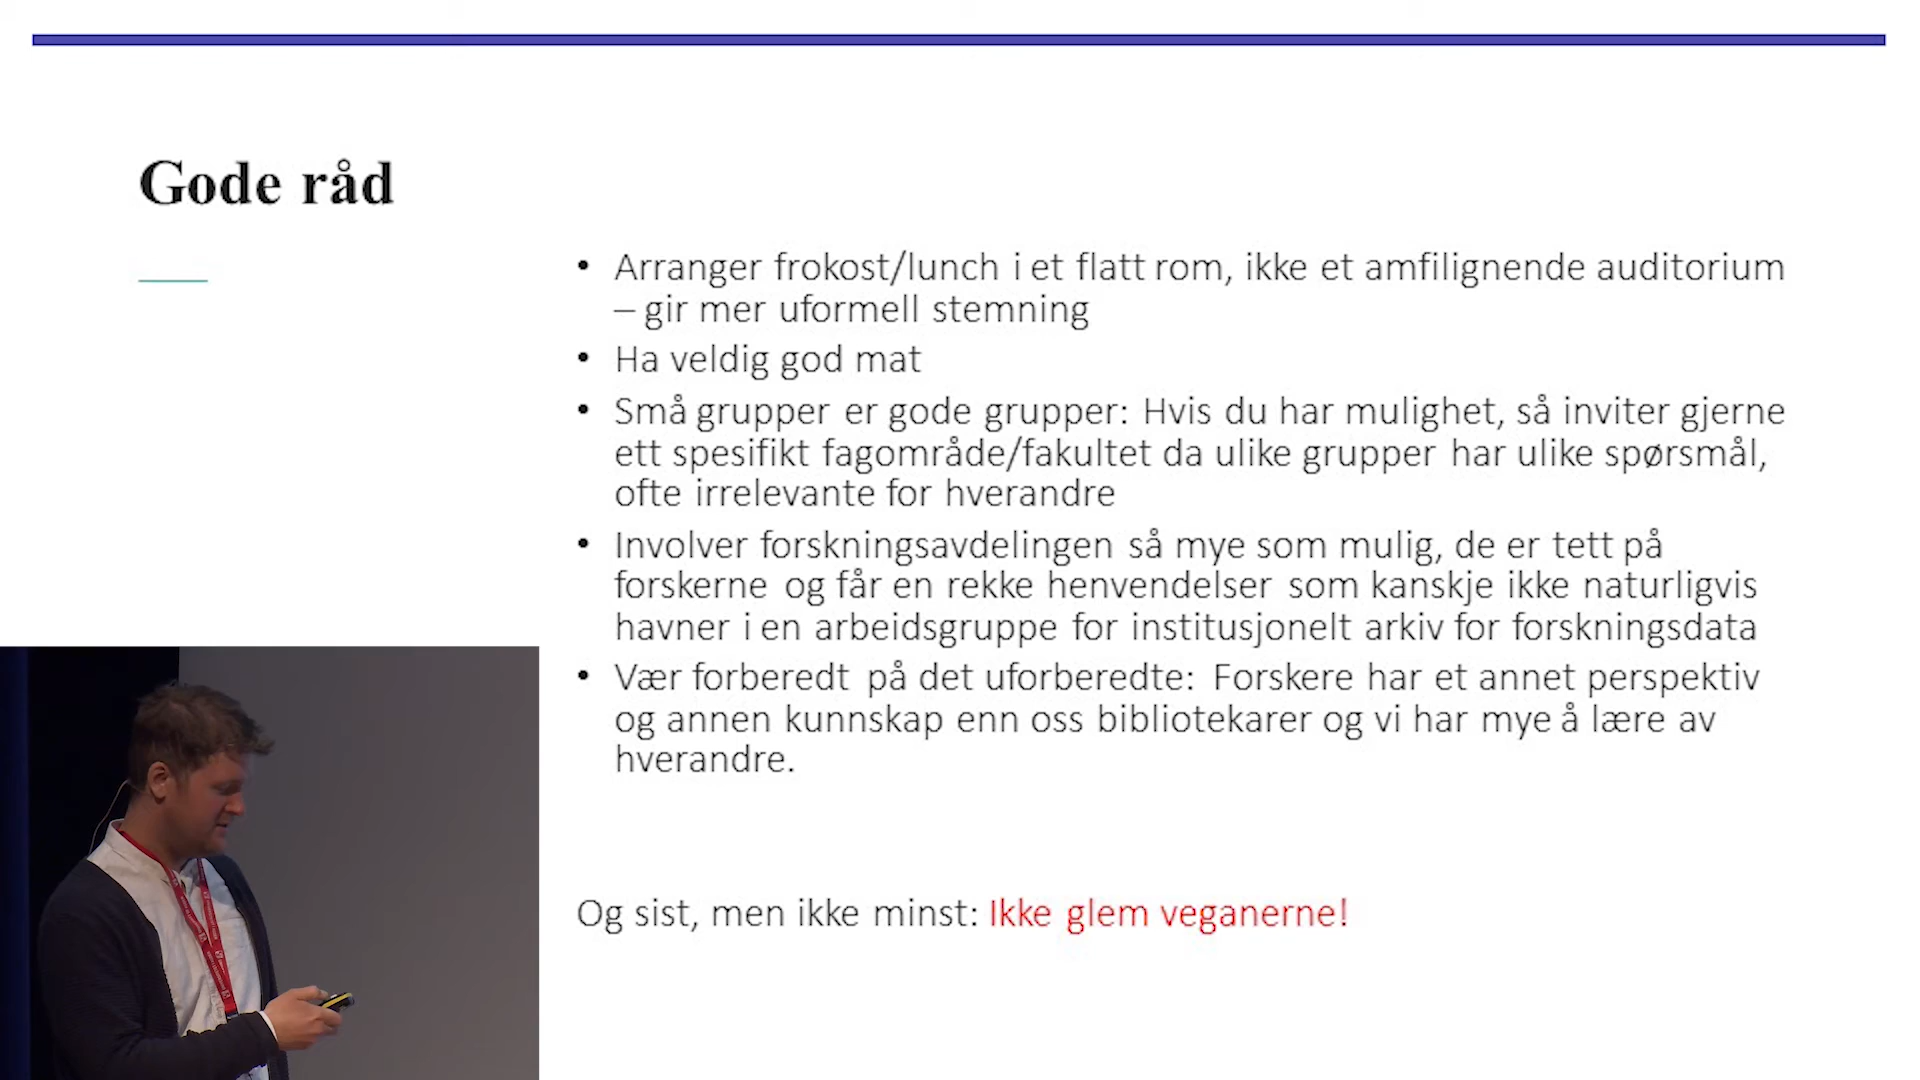 Gode råd
• Arranger frokost/lunch i et flatt rom, ikke et amfilignende auditorium
– gir mer uformell stemning
• Ha veldig god mat
• Små grupper er gode grupper: Hvis du har mulighet, så inviter gjerne
ett spesifikt fagområde/fakultet da ulike grupper har ulike spørsmål,
ofte irrelevante for hverandre
• Involver forskningsavdelingen så mye som mulig, de er tett på
forskerne og får en rekke henvendelser som kanskje ikke naturligvis
havner i en arbeidsgruppe for institusjonelt arkiv for forskningsdata
• Vær forberedt på det uforberedte: Forskere har et annet perspektiv
og annen kunnskap enn oss bibliotekarer og vi har mye å lære av
hverandre.
Og sist, men ikke minst: Ikke glem veganerne!